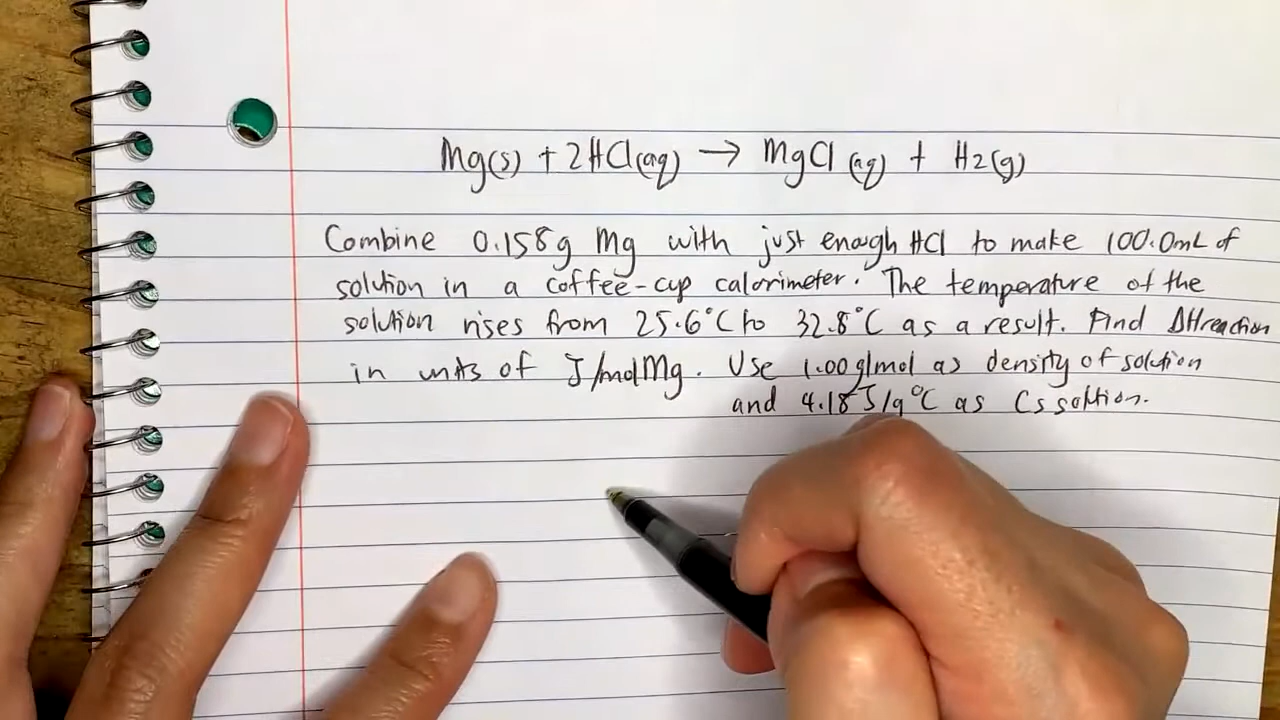 Mg(s) + 2HCl(aq) → MgCl (aq) + H2(g)
Combine 0.158g Mg with just enough HCl to make 100.0mL of
solution in a coffee-cup calorimeter. The temperature of the
solution rises from 25.6°C to 32.8°C as a result. Find ΔHreaction
in units of J/molMg. Use 1.00g/mol as density of solution
and 4.18J/g°C as Cs solution.